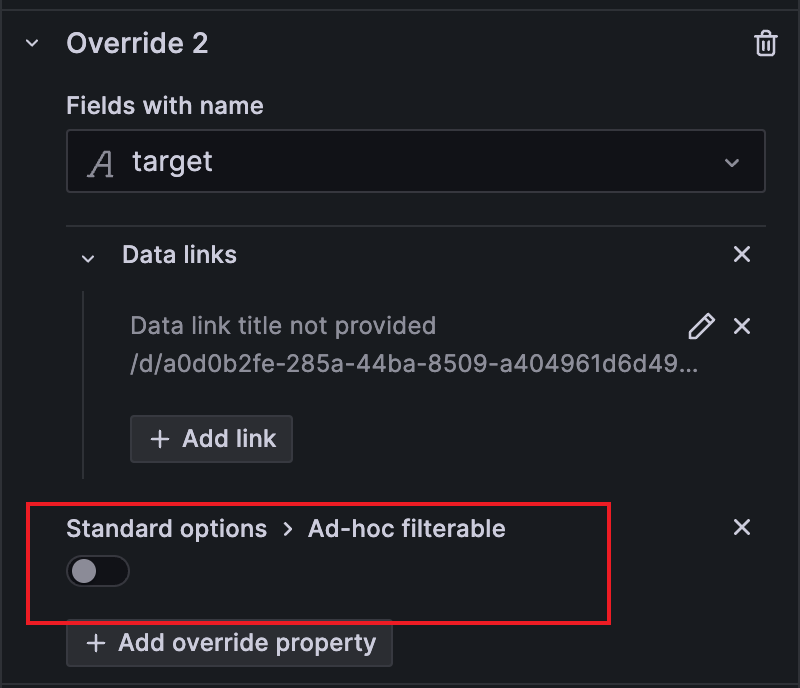 Override 2
Fields with name
target
Data links
Data link title not provided
/d/a0d0b2fe-285a-44ba-8509-a404961d6d49...
Add link
Standard options > Ad-hoc filterable
Add override property